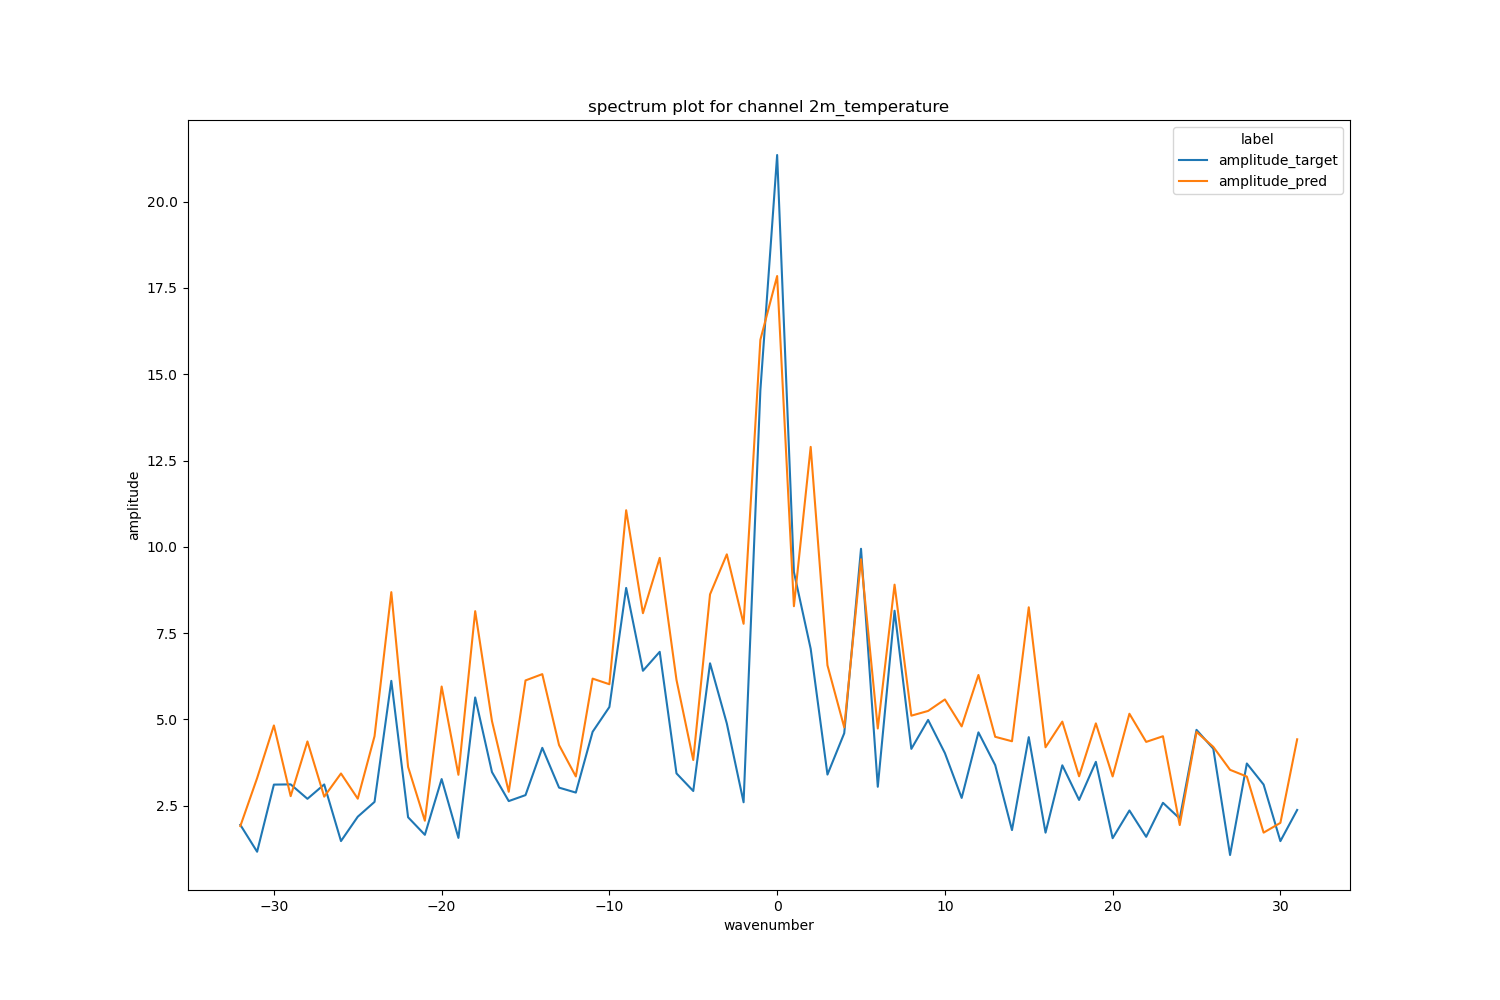 spectrum plot for channel 2m_temperature
label
amplitude_target
amplitude_pred
amplitude
20.0
17.5
15.0
12.5
10.0
7.5
5.0
2.5
−30
−20
−10
0
10
20
30
wavenumber